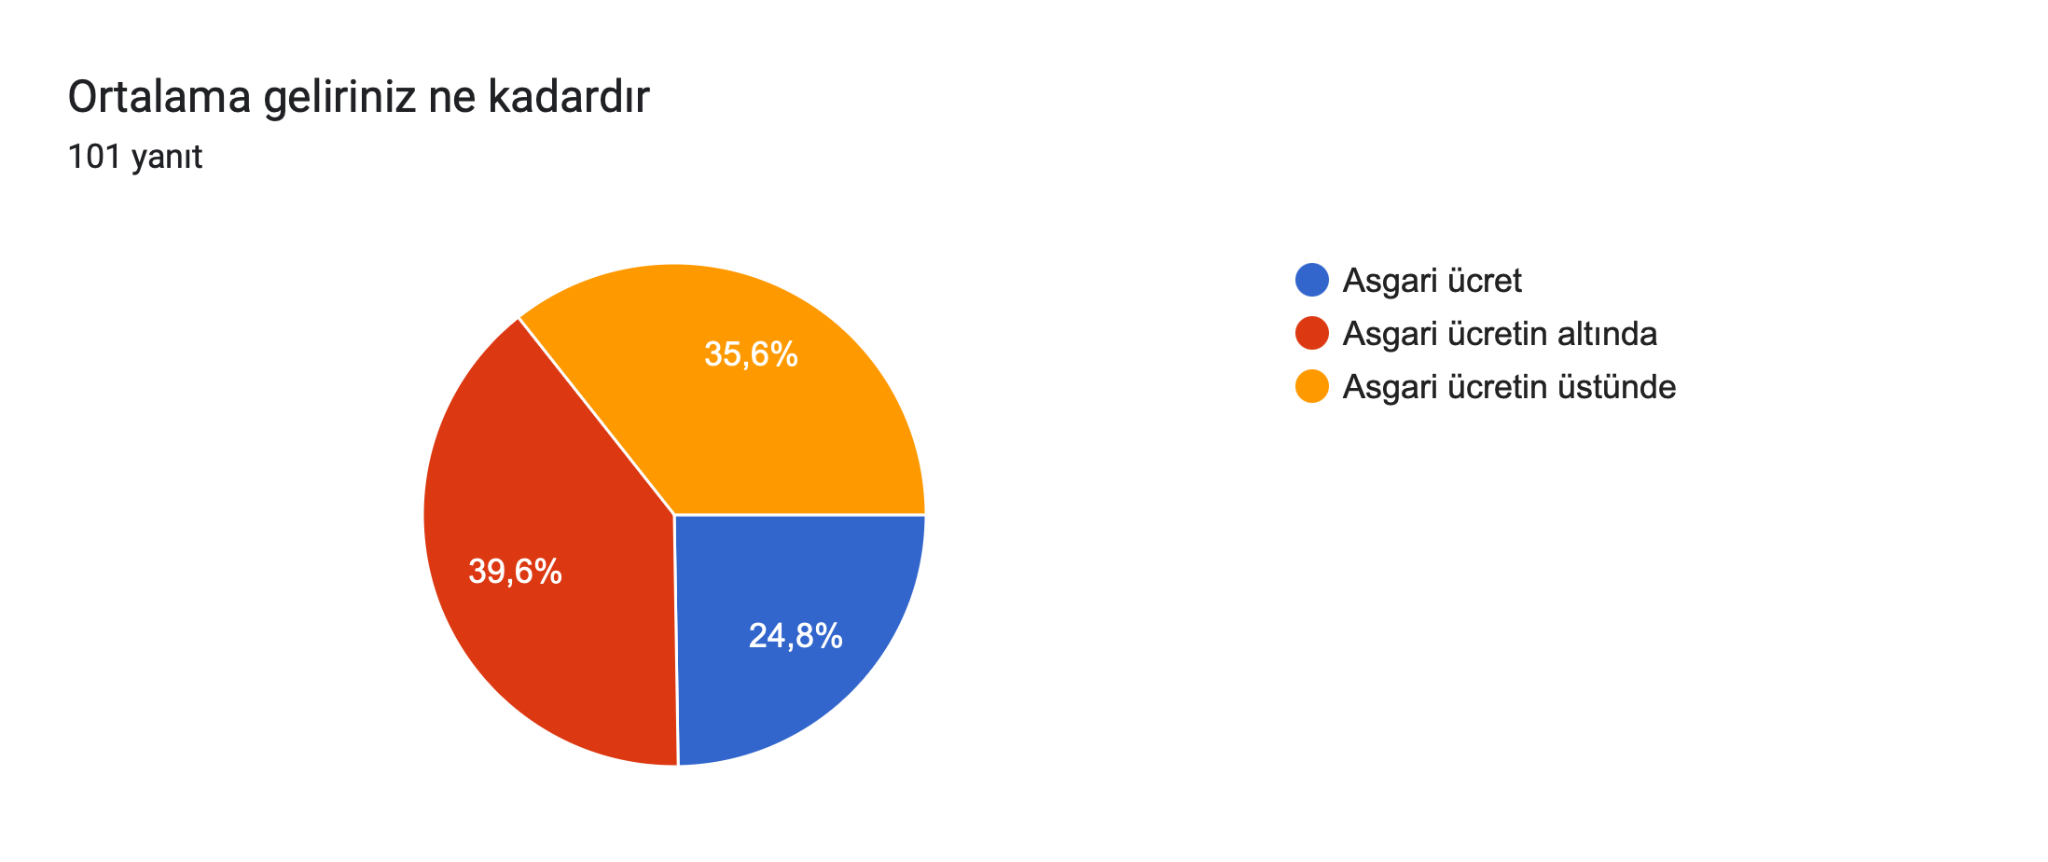 Ortalama geliriniz ne kadardır
101 yanıt
Asgari ücret
Asgari ücretin altında
Asgari ücretin üstünde
35,6%
39,6%
24,8%